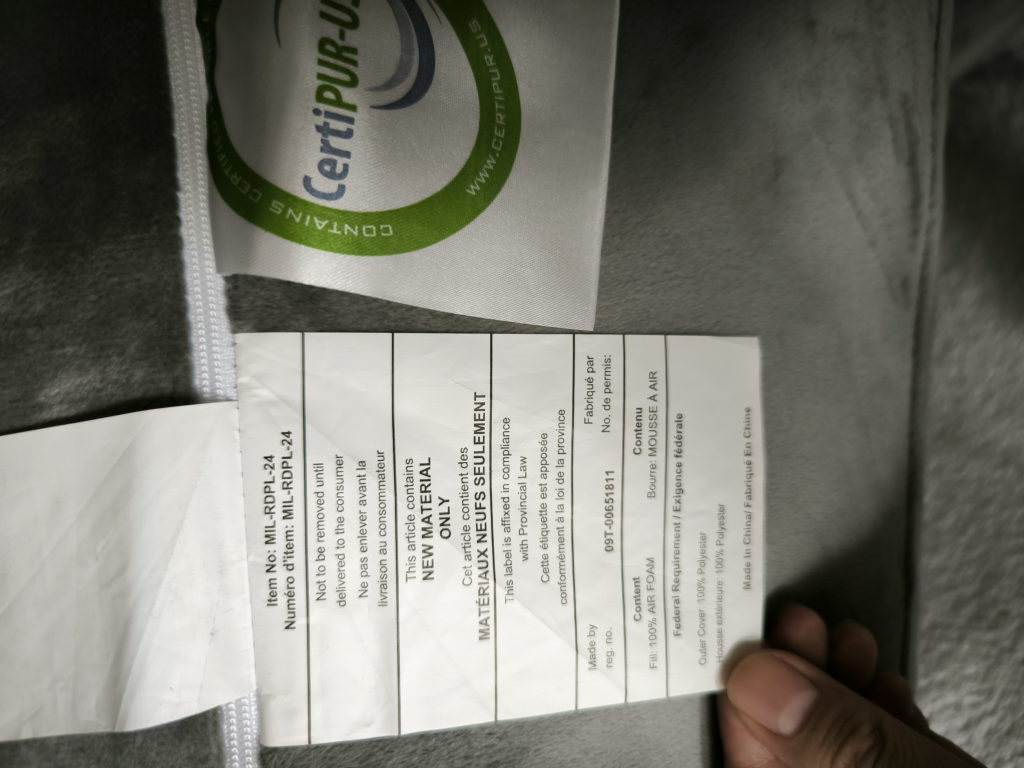 CertiPUR-US
CONTAINS CERTIFIED
WWW.CERTIPUR.US
Item No: MIL-RDPL-24
Numéro d'item: MIL-RDPL-24
Not to be removed until
delivered to the consumer
Ne pas enlever avant la
livraison au consommateur
This article contains
NEW MATERIAL
ONLY
Cet article contient des
MATÉRIAUX NEUFS SEULEMENT
This label is affixed in compliance
with Provincial Law
Cette étiquette est apposée
conformément à la loi de la province
Made by
reg. no.
09T-00651811
Fabriqué par
No. de permis:
Content
Fill: 100% AIR FOAM
Contenu
Bourre: MOUSSE À AIR
Federal Requirement / Exigence fédérale
Outer Cover: 100% Polyester
Housse extérieure: 100% Polyester
Made In China/ Fabriqué En Chine